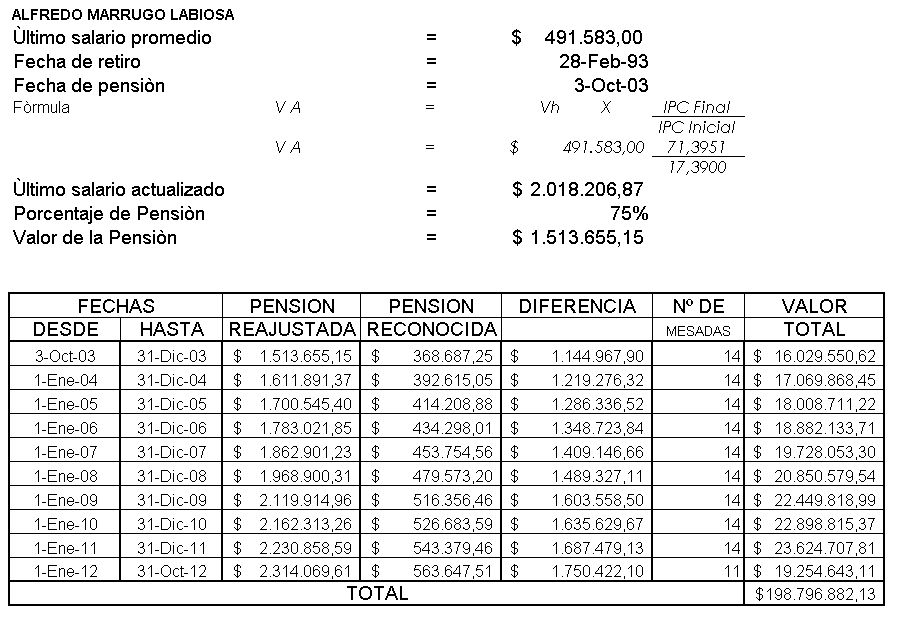 ALFREDO MARRUGO LABIOSA
Ùltimo salario promedio = $ 491.583,00
Fecha de retiro = 28-Feb-93
Fecha de pensiòn = 3-Oct-03
Fòrmula V A = Vh X IPC Final
IPC Inicial
V A = $ 491.583,00 71,3951
17,3900
Ùltimo salario actualizado = $ 2.018.206,87
Porcentaje de Pensiòn = 75%
Valor de la Pensiòn = $ 1.513.655,15
FECHAS PENSION PENSION DIFERENCIA Nº DE VALOR
DESDE HASTA REAJUSTADA RECONOCIDA MESADAS TOTAL
3-Oct-03 31-Dic-03 $ 1.513.655,15 $ 368.687,25 $ 1.144.967,90 14 $ 16.029.550,62
1-Ene-04 31-Dic-04 $ 1.611.891,37 $ 392.615,05 $ 1.219.276,32 14 $ 17.069.868,45
1-Ene-05 31-Dic-05 $ 1.700.545,40 $ 414.208,88 $ 1.286.336,52 14 $ 18.008.711,22
1-Ene-06 31-Dic-06 $ 1.783.021,85 $ 434.298,01 $ 1.348.723,84 14 $ 18.882.133,71
1-Ene-07 31-Dic-07 $ 1.862.901,23 $ 453.754,56 $ 1.409.146,66 14 $ 19.728.053,30
1-Ene-08 31-Dic-08 $ 1.968.900,31 $ 479.573,20 $ 1.489.327,11 14 $ 20.850.579,54
1-Ene-09 31-Dic-09 $ 2.119.914,96 $ 516.356,46 $ 1.603.558,50 14 $ 22.449.818,99
1-Ene-10 31-Dic-10 $ 2.162.313,26 $ 526.683,59 $ 1.635.629,67 14 $ 22.898.815,37
1-Ene-11 31-Dic-11 $ 2.230.858,59 $ 543.379,46 $ 1.687.479,13 14 $ 23.624.707,81
1-Ene-12 31-Oct-12 $ 2.314.069,61 $ 563.647,51 $ 1.750.422,10 11 $ 19.254.643,11
TOTAL $198.796.882,13